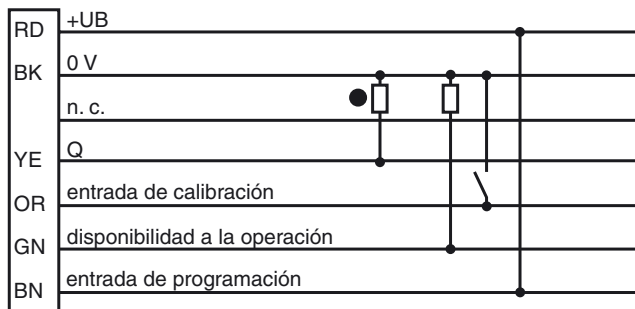 RD +UB
BK 0 V
n. c.
YE Q
OR entrada de calibración
GN disponibilidad a la operación
BN entrada de programación